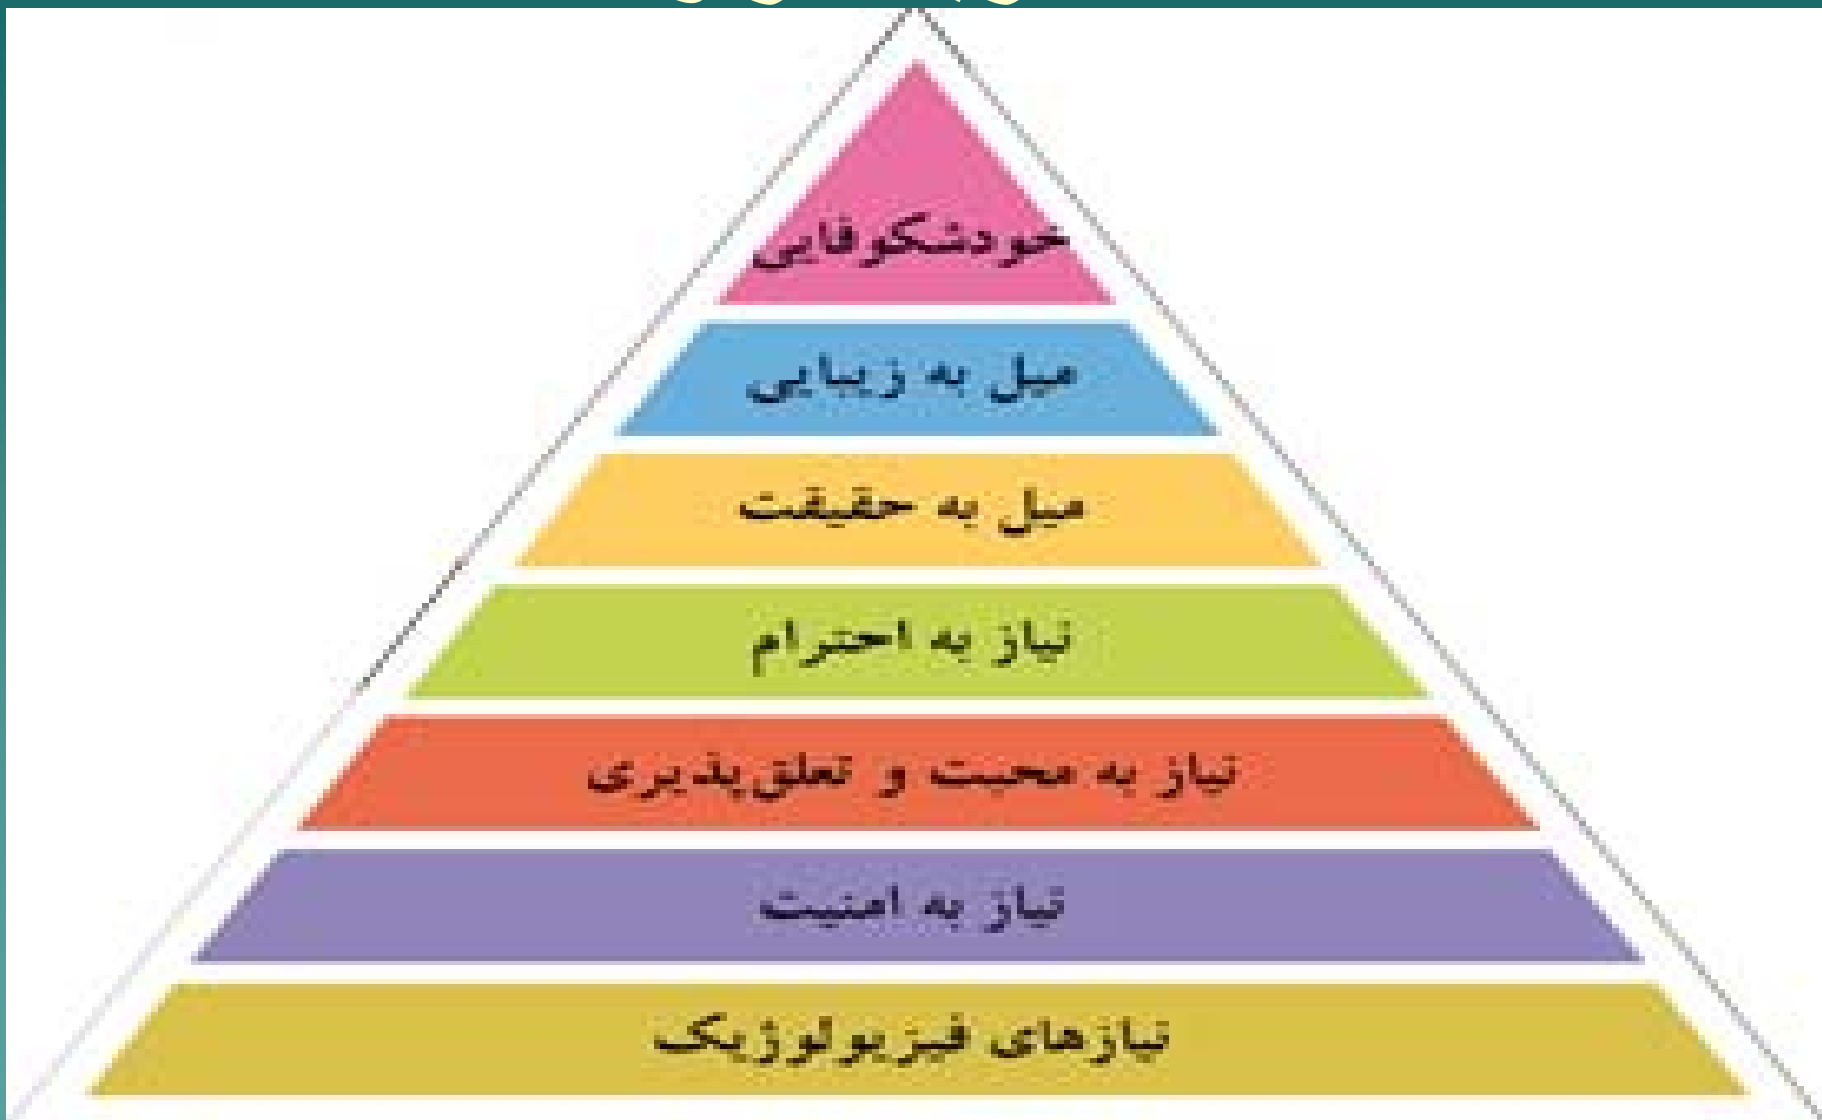 خودشکوفایی
میل به زیبایی
میل به حقیقت
نیاز به احترام
نیاز به محبت و تعلق‌پذیری
نیاز به امنیت
نیازهای فیزیولوژیک